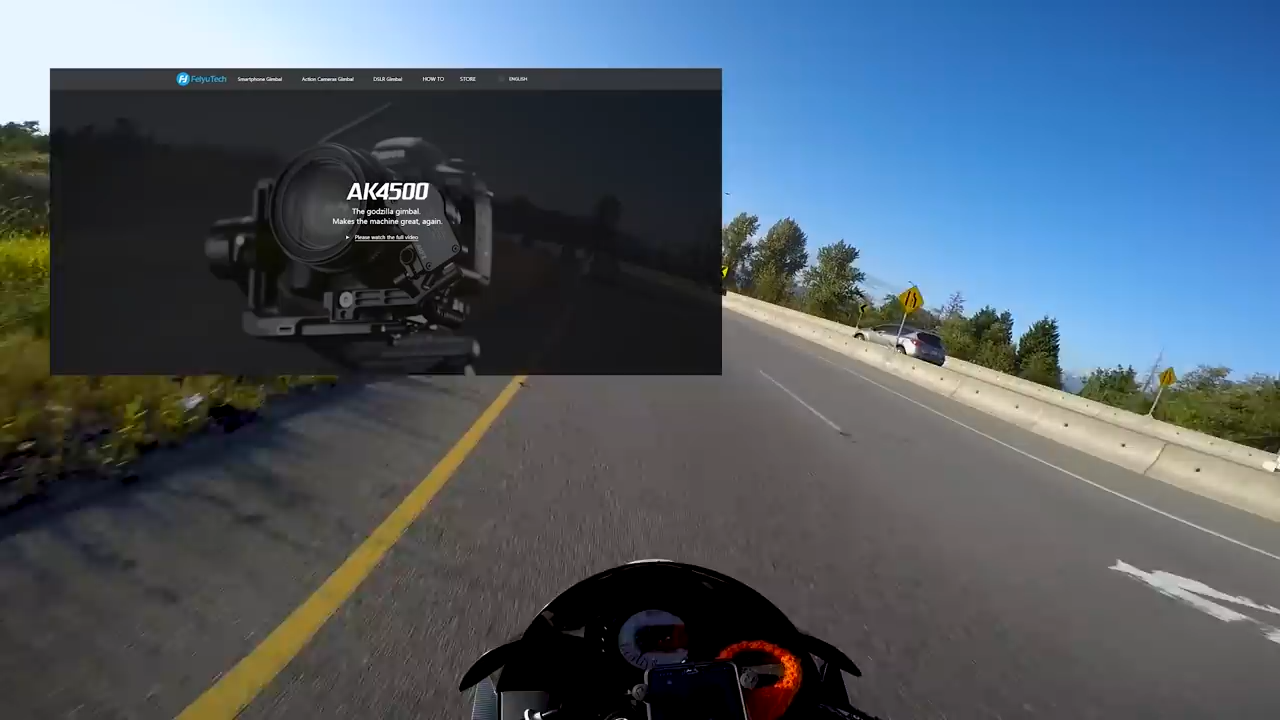 FeiyuTech Smartphone Gimbal Action Cameras Gimbal DSLR Gimbal HOW TO STORE ENGLISH
AK4500
The godzilla gimbal.
Makes the machine great, again.
Please watch the full video